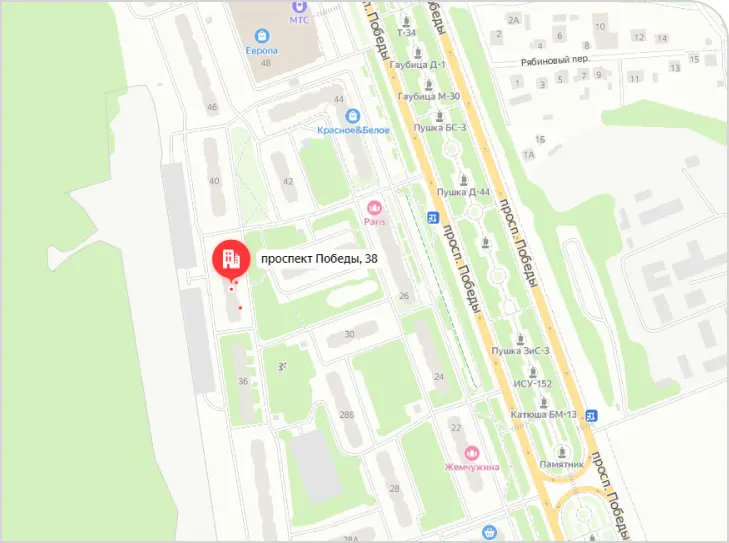 МТС
Европа
48
просп. Победы
просп. Победы
Т-34
Гаубица Д-1
Гаубица М-30
Пушка БС-3
2А
2
4
6
8
10
12
14
16
Рябиновый пер.
1
3
5
7
9
11
13
15
1Б
1А
46
44
Красное&Белое
40
42
Пушка Д-44
Paris
просп. Победы
просп. Победы
проспект Победы, 38
26
30
Пушка ЗиС-3
ИСУ-152
Катюша БМ-13
36
24
28Б
22
Жемчужина
Памятник
просп. Победы
28
28А